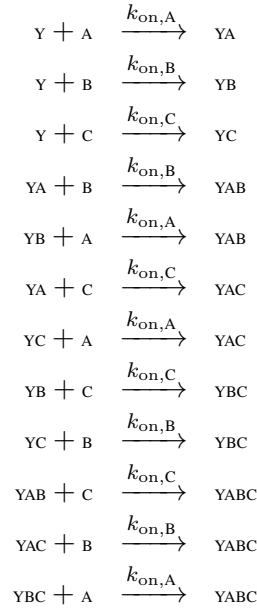 Y + A k_on,A → YA
Y + B k_on,B → YB
Y + C k_on,C → YC
YA + B k_on,B → YAB
YB + A k_on,A → YAB
YA + C k_on,C → YAC
YC + A k_on,A → YAC
YB + C k_on,C → YBC
YC + B k_on,B → YBC
YAB + C k_on,C → YABC
YAC + B k_on,B → YABC
YBC + A k_on,A → YABC